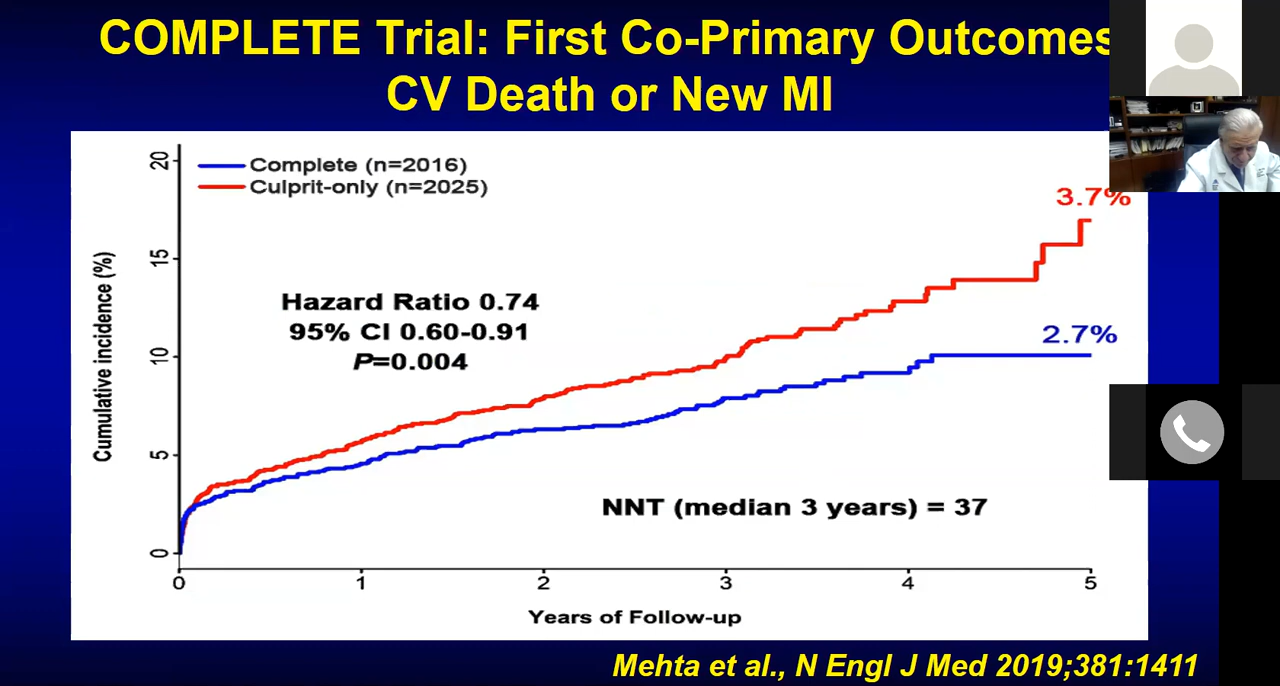 COMPLETE Trial: First Co-Primary Outcomes
CV Death or New MI
Complete (n=2016)
Culprit-only (n=2025)
3.7%
2.7%
Hazard Ratio 0.74
95% CI 0.60-0.91
P=0.004
NNT (median 3 years) = 37
Cumulative incidence (%)
20
15
10
5
0
0 1 2 3 4 5
Years of Follow-up
Mehta et al., N Engl J Med 2019;381:1411